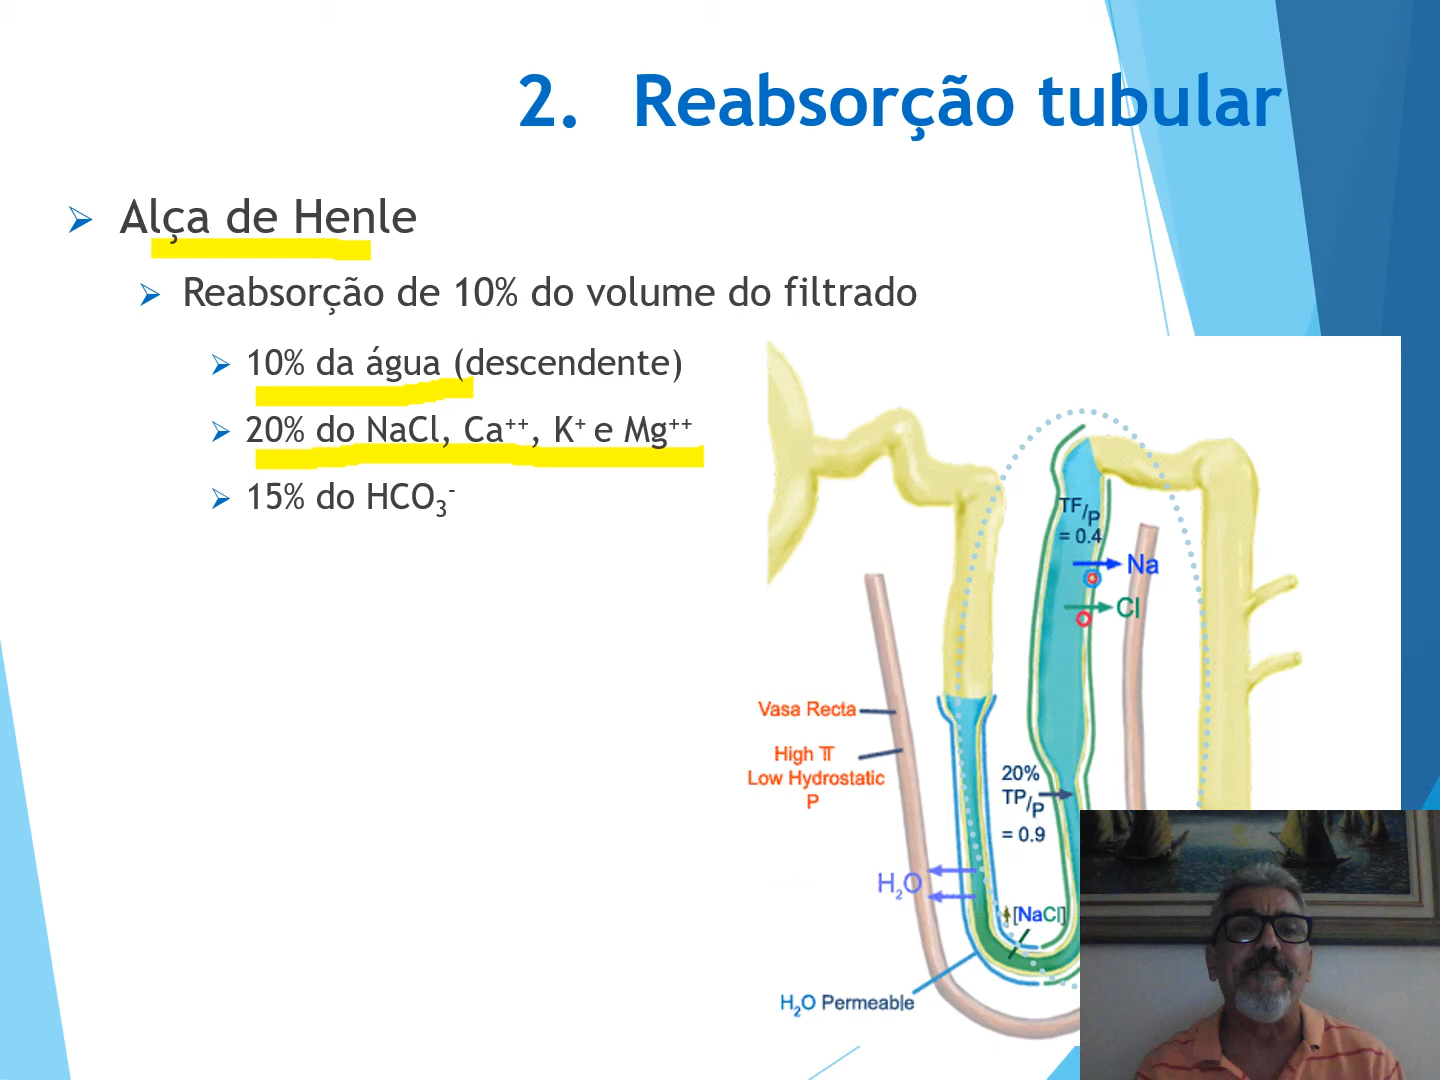 2. Reabsorção tubular
Alça de Henle
Reabsorção de 10% do volume do filtrado
10% da água (descendente)
20% do NaCl, Ca⁺⁺, K⁺ e Mg⁺⁺
15% do HCO₃⁻
TF/P
= 0.4
Na
Cl
Vasa Recta
High π
Low Hydrostatic
P
20%
TP/P
= 0.9
H₂O
[NaCl]
H₂O Permeable